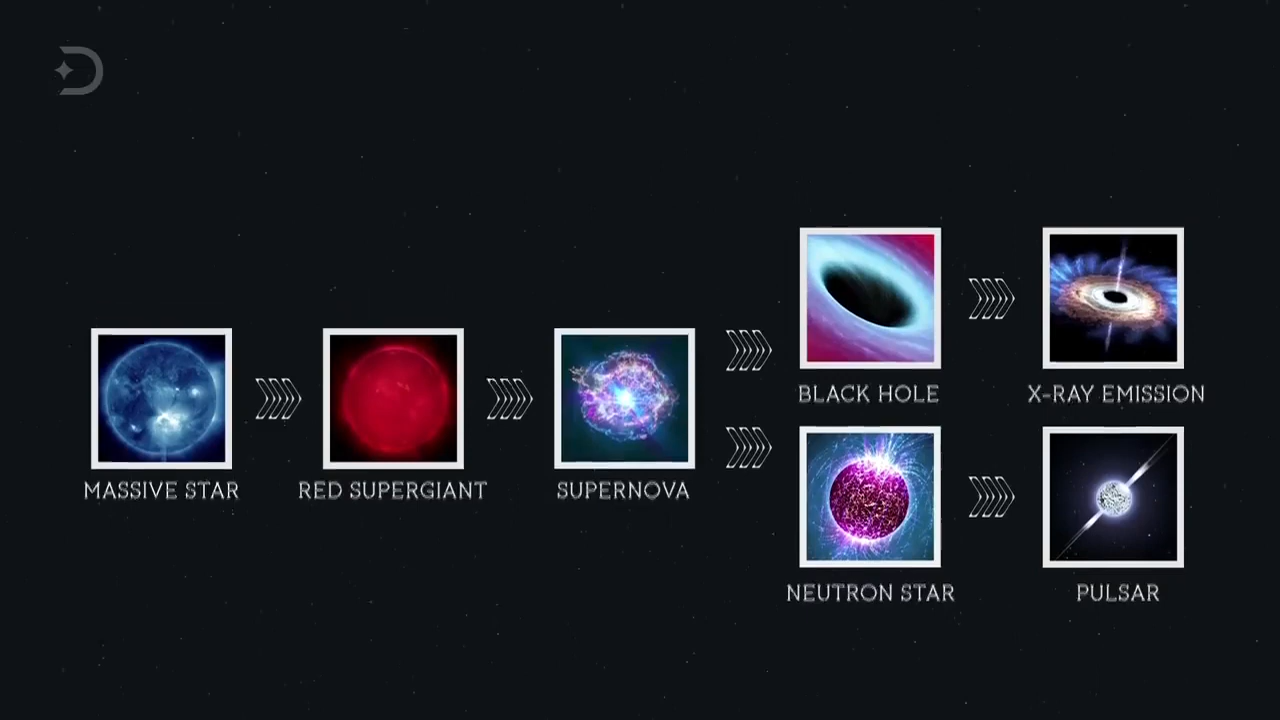 MASSIVE STAR
RED SUPERGIANT
SUPERNOVA
BLACK HOLE
X-RAY EMISSION
NEUTRON STAR
PULSAR